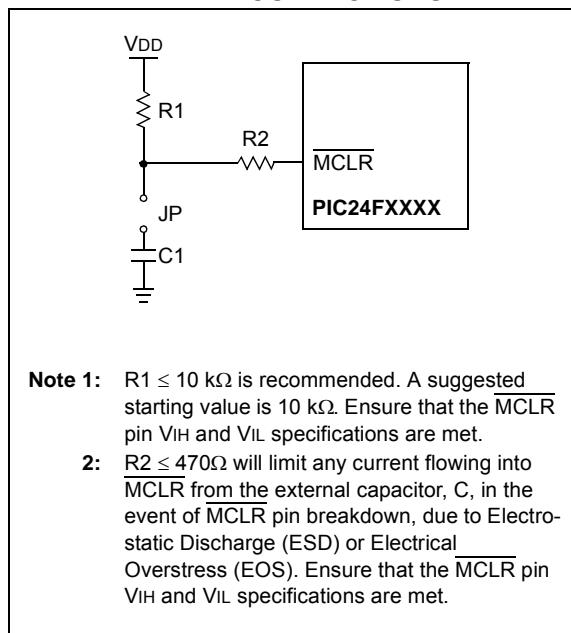 VDD
R1
R2
MCLR
PIC24FXXXX
JP
C1
Note 1: R1 ≤ 10 kΩ is recommended. A suggested
starting value is 10 kΩ. Ensure that the MCLR
pin VIH and VIL specifications are met.
2: R2 ≤ 470Ω will limit any current flowing into
MCLR from the external capacitor, C, in the
event of MCLR pin breakdown, due to Electro-
static Discharge (ESD) or Electrical
Overstress (EOS). Ensure that the MCLR pin
VIH and VIL specifications are met.